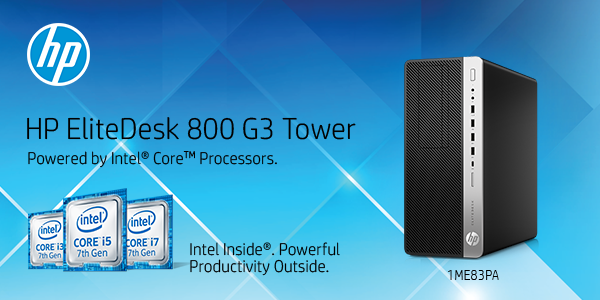 hp
HP EliteDesk 800 G3 Tower
Powered by Intel® Core™ Processors.
intel
CORE i3
7th Gen
intel
CORE i5
7th Gen
intel
CORE i7
7th Gen
Intel Inside®. Powerful
Productivity Outside.
hp
1ME83PA